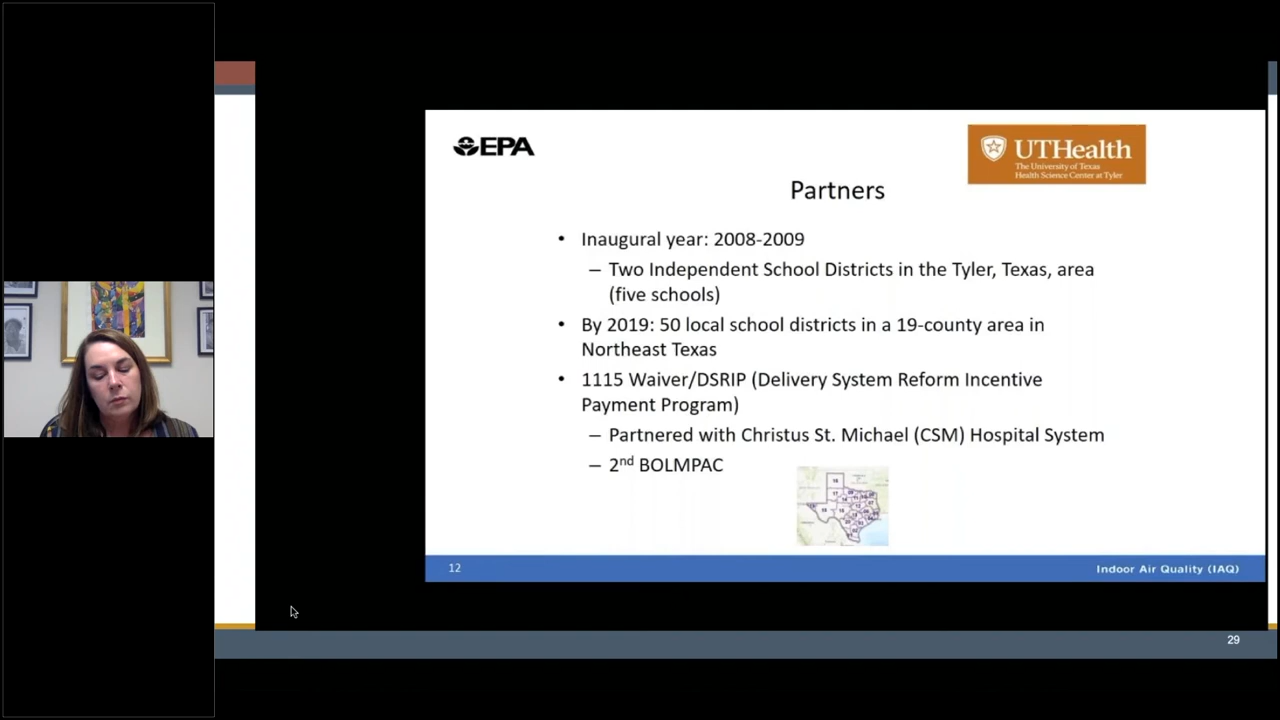 EPA
UTHealth
The University of Texas
Health Science Center at Tyler
Partners
• Inaugural year: 2008-2009
– Two Independent School Districts in the Tyler, Texas, area
(five schools)
• By 2019: 50 local school districts in a 19-county area in
Northeast Texas
• 1115 Waiver/DSRIP (Delivery System Reform Incentive
Payment Program)
– Partnered with Christus St. Michael (CSM) Hospital System
– 2nd BOLMPAC
12
Indoor Air Quality (IAQ)
29